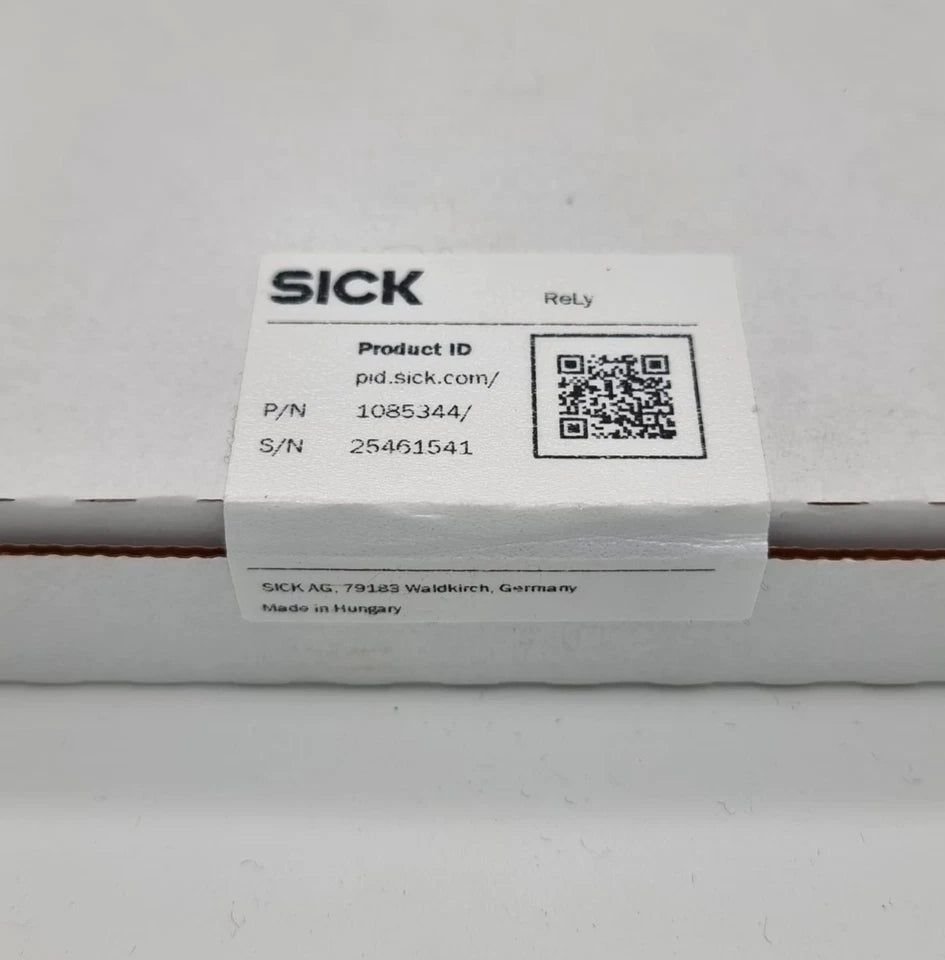 SICK
ReLy
Product ID
pid.sick.com/
P/N 1085344/
S/N 25461541
SICK AG, 79183 Waldkirch, Germany
Made in Hungary